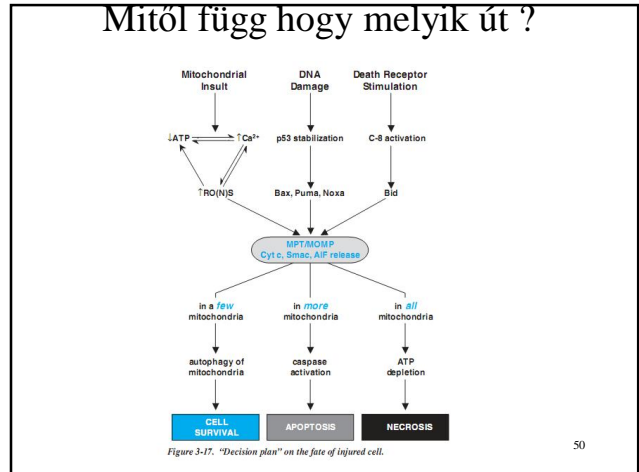 Mitől függ hogy melyik út ?
Mitochondrial
Insult
DNA
Damage
Death Receptor
Stimulation
↓ATP
↑Ca²⁺
p53 stabilization
C-8 activation
↑RO(N)S
Bax, Puma, Noxa
Bid
MPT/MOMP
Cyt c, Smac, AIF release
in a few
mitochondria
in more
mitochondria
in all
mitochondria
autophagy of
mitochondria
caspase
activation
ATP
depletion
CELL
SURVIVAL
APOPTOSIS
NECROSIS
Figure 3-17. "Decision plan" on the fate of injured cell.
50